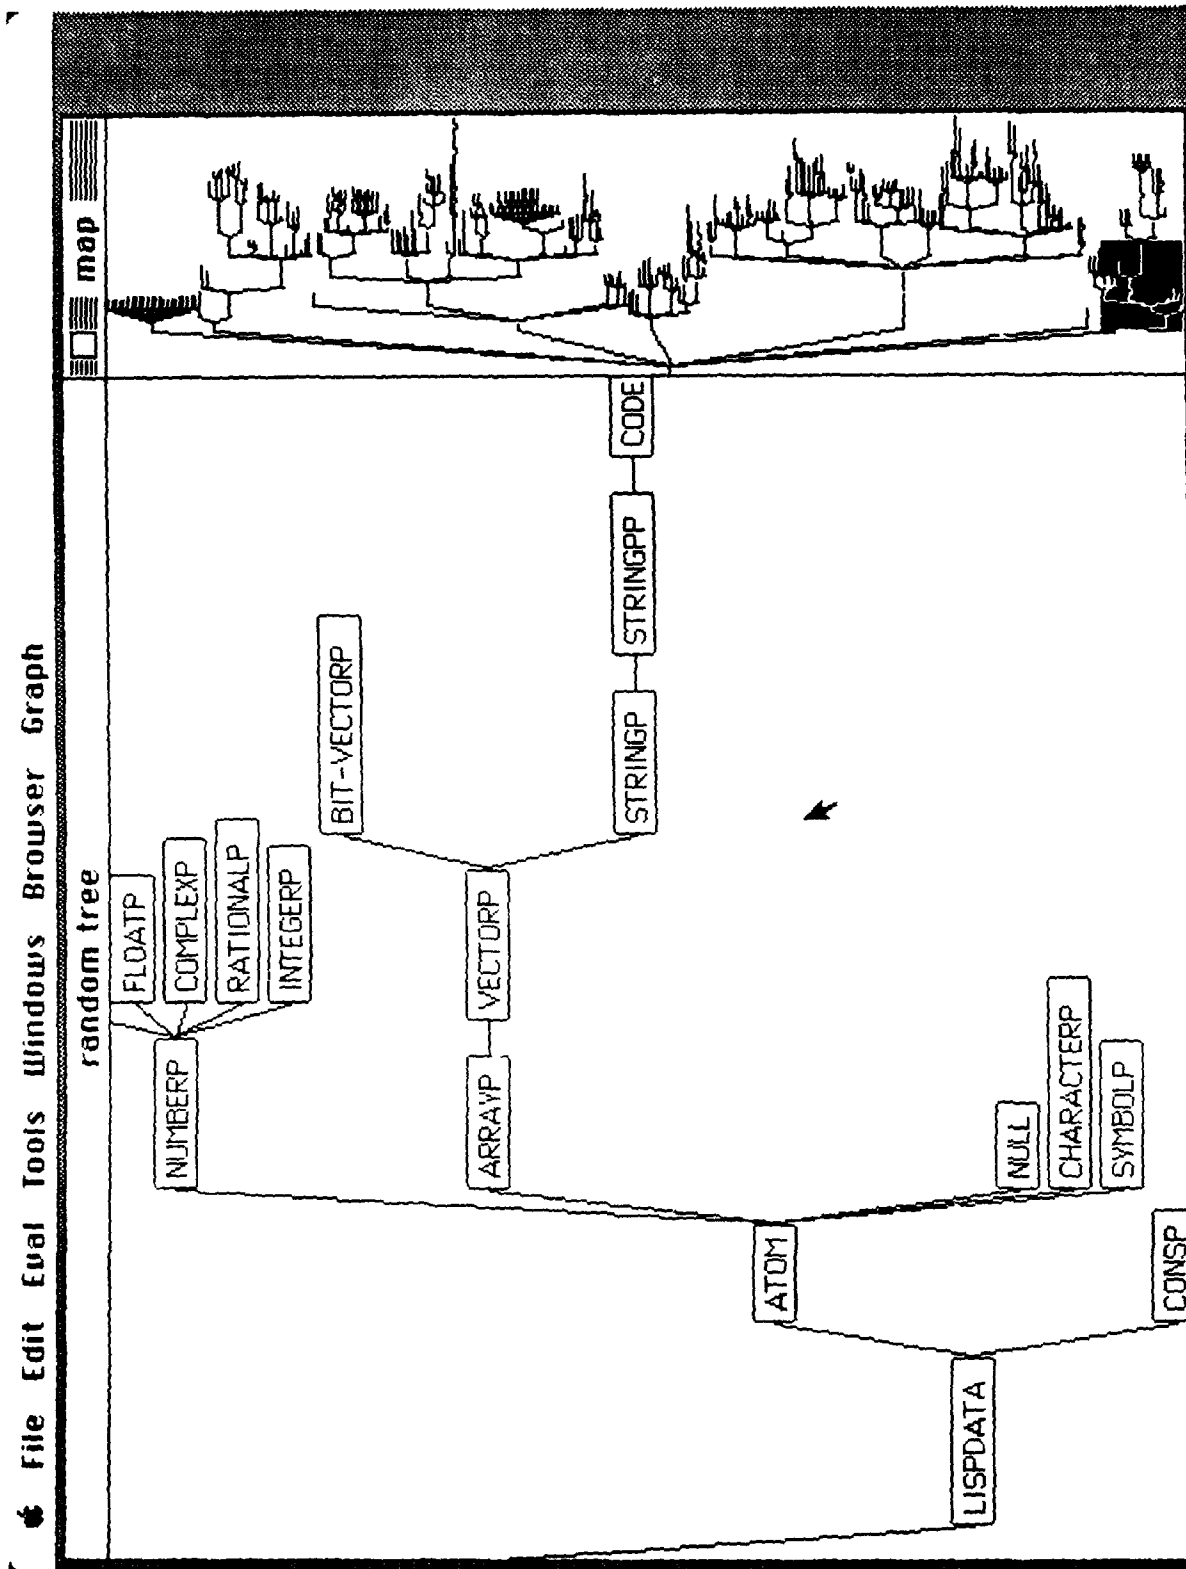 File Edit Eval Tools Windows Browser Graph
random tree
map
FLOATP
COMPLEXP
NUMBERP
RATIONALP
INTEGERP
BIT-VECTORP
ARRAYP
VECTORP
STRINGP
STRINGPP
CODE
ATOM
LISPDATA
NULL
CHARACTERP
SYMBOLP
CONSP